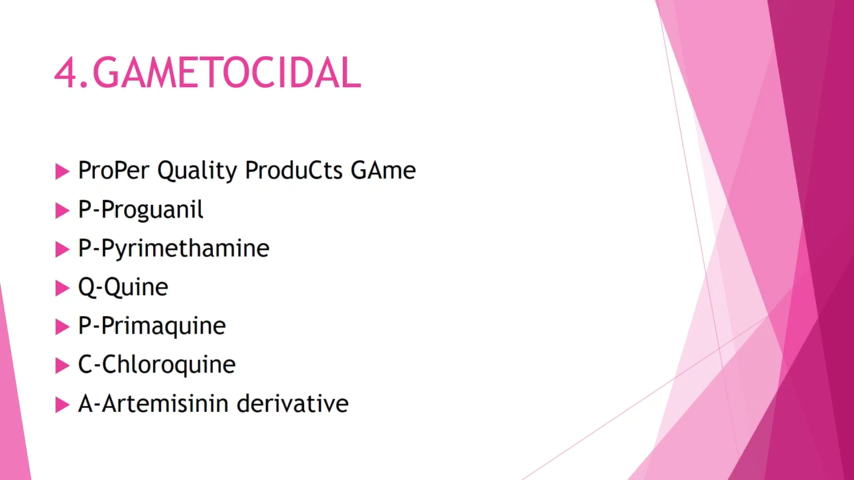 4.GAMETOCIDAL
ProPer Quality ProduCts GAme
P-Proguanil
P-Pyrimethamine
Q-Quine
P-Primaquine
C-Chloroquine
A-Artemisinin derivative